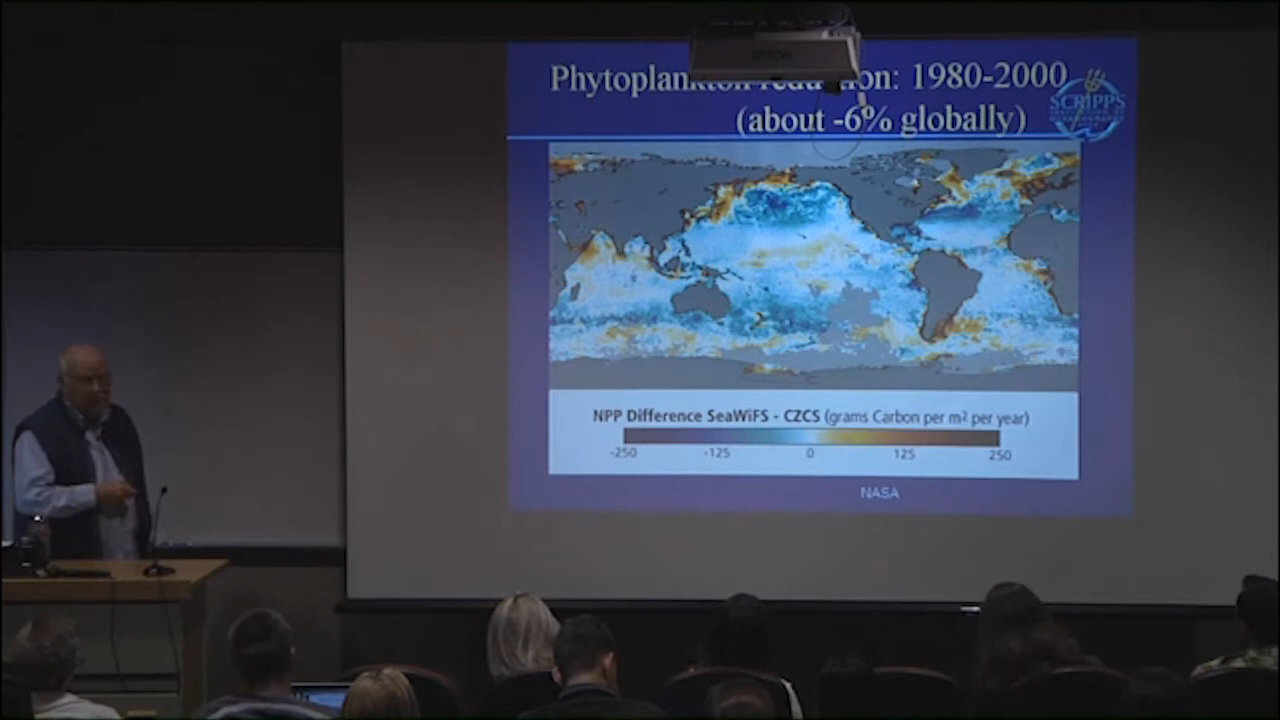 EPSON
Phytoplankton on: 1980-2000
(about -6% globally)
SCRIPPS
NPP Difference SeaWiFS - CZCS (grams Carbon per m² per year)
-250 -125 0 125 250
NASA